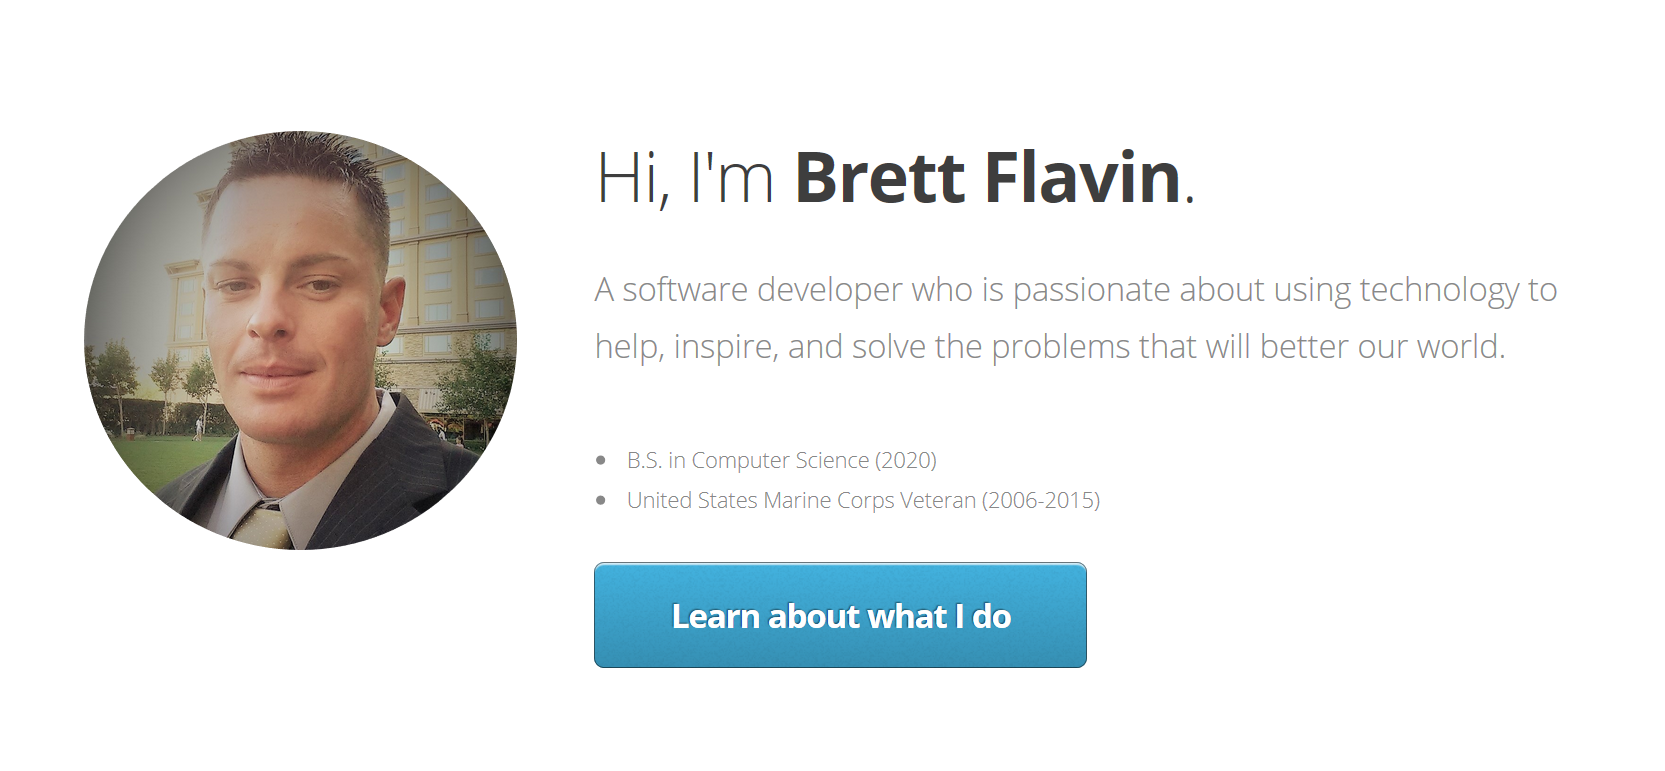 Hi, I'm Brett Flavin.
A software developer who is passionate about using technology to
help, inspire, and solve the problems that will better our world.
B.S. in Computer Science (2020)
United States Marine Corps Veteran (2006-2015)
Learn about what I do